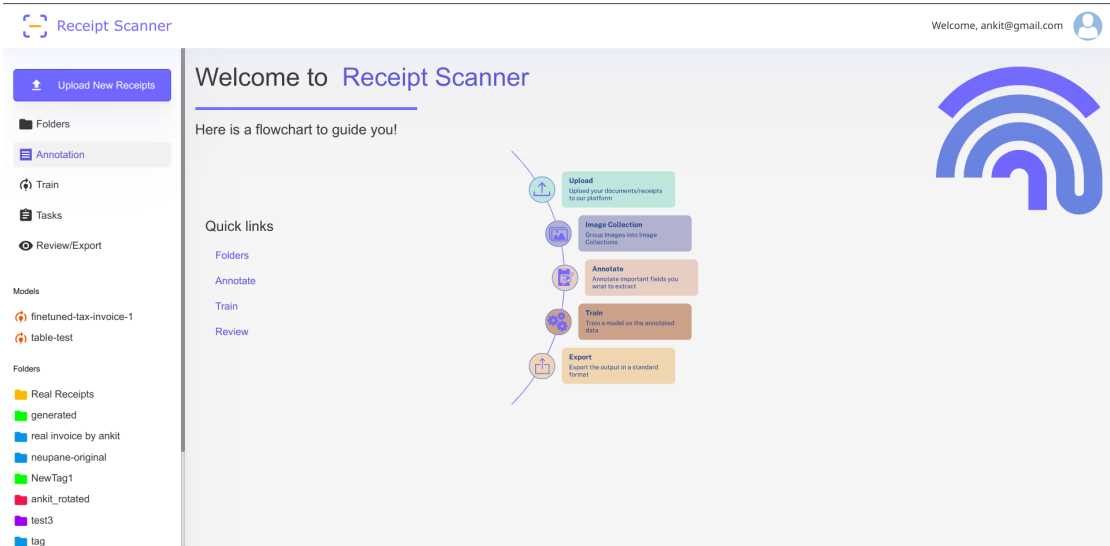 Receipt Scanner
Welcome, ankit@gmail.com
Upload New Receipts
Folders
Annotation
Train
Tasks
Review/Export
Models
finetuned-tax-invoice-1
table-test
Folders
Real Receipts
generated
real invoice by ankit
neupane-original
NewTag1
ankit_rotated
test3
tag
Welcome to Receipt Scanner
Here is a flowchart to guide you!
Quick links
Folders
Annotate
Train
Review
Upload
Upload your documents/receipts
to our platform
Image Collection
Group Images into Image
Collections
Annotate
Annotate important fields you
wnat to extract
Train
Train a model on the annotated
data
Export
Export the output in a standard
format